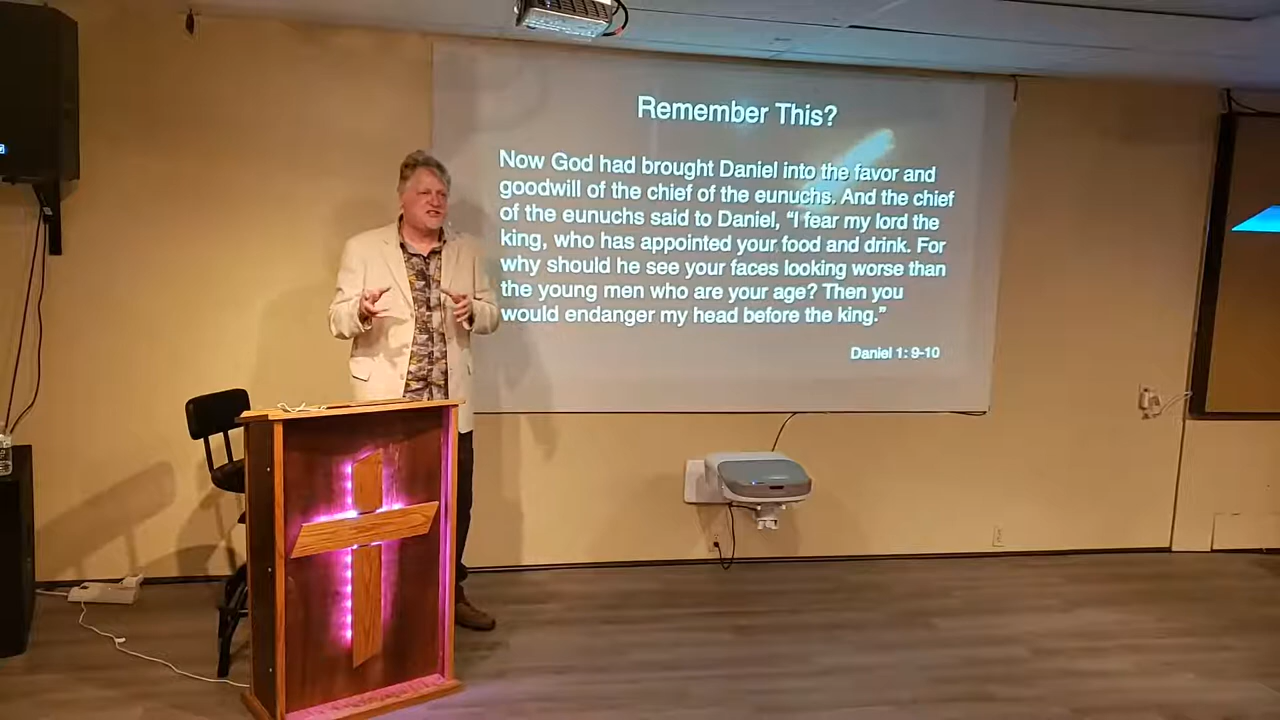 Remember This?
Now God had brought Daniel into the favor and
goodwill of the chief of the eunuchs. And the chief
of the eunuchs said to Daniel, “I fear my lord the
king, who has appointed your food and drink. For
why should he see your faces looking worse than
the young men who are your age? Then you
would endanger my head before the king.”
Daniel 1: 9-10